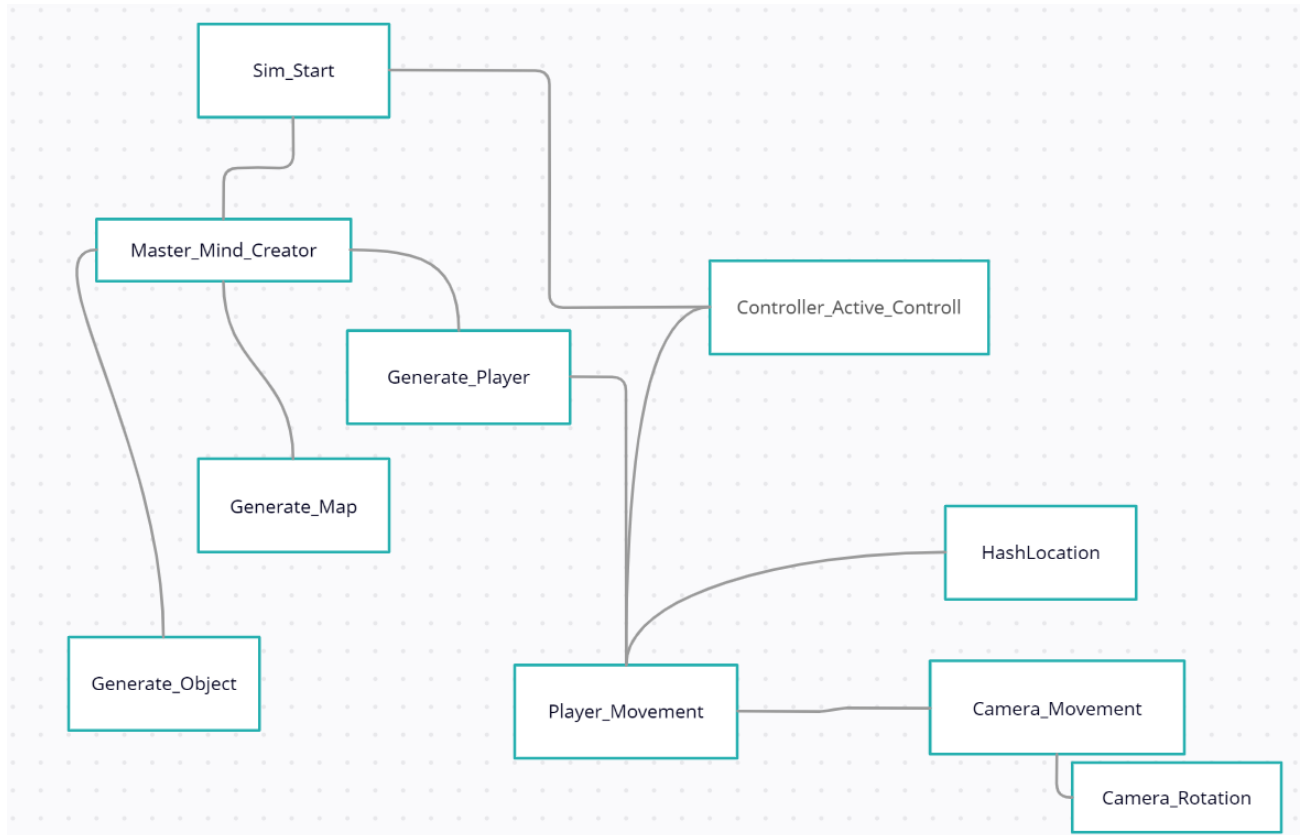 Sim_Start
Master_Mind_Creator
Controller_Active_Controll
Generate_Player
Generate_Map
HashLocation
Generate_Object
Player_Movement
Camera_Movement
Camera_Rotation